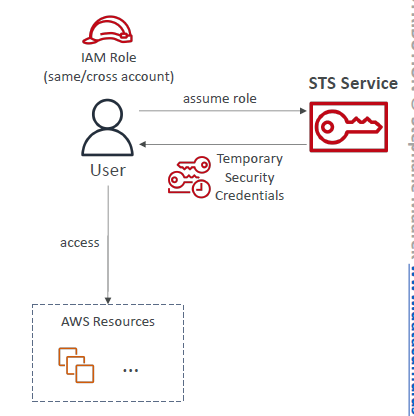 IAM Role
(same/cross account)
STS Service
assume role
User
Temporary
Security
Credentials
access
AWS Resources
...